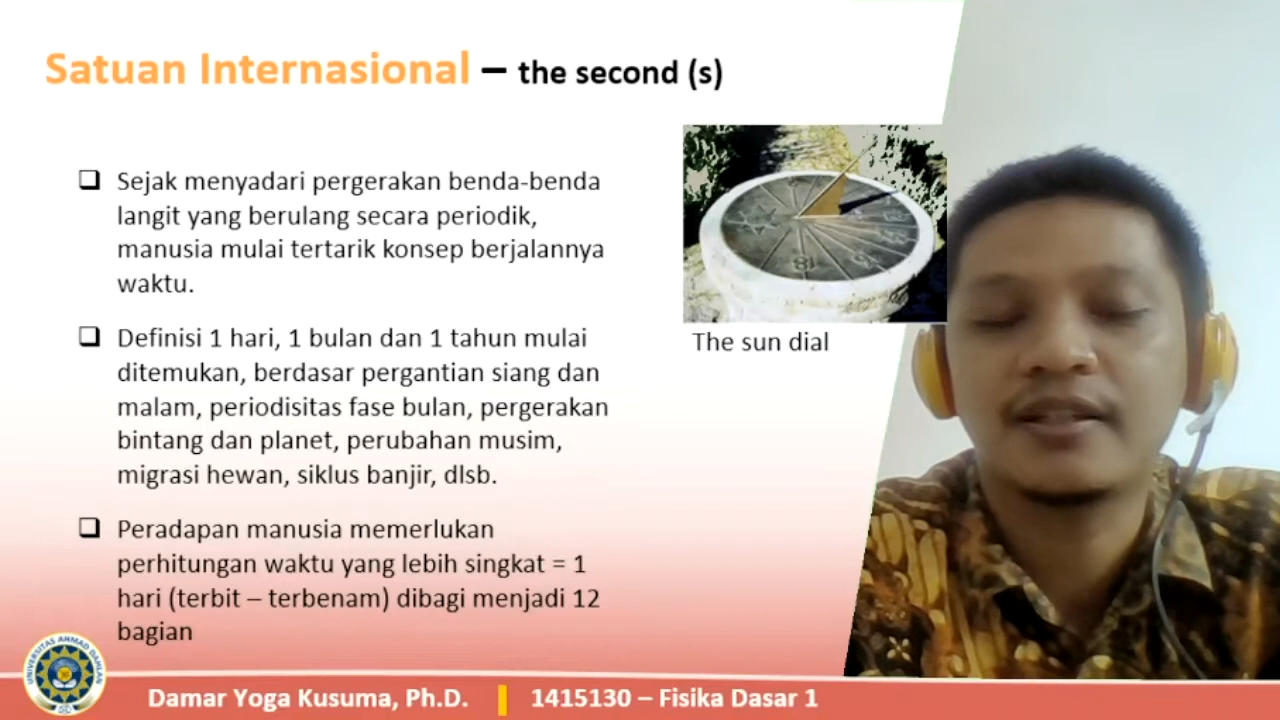 Satuan Internasional – the second (s)
❑ Sejak menyadari pergerakan benda-benda
langit yang berulang secara periodik,
manusia mulai tertarik konsep berjalannya
waktu.
❑ Definisi 1 hari, 1 bulan dan 1 tahun mulai
ditemukan, berdasar pergantian siang dan
malam, periodisitas fase bulan, pergerakan
bintang dan planet, perubahan musim,
migrasi hewan, siklus banjir, dlsb.
❑ Peradapan manusia memerlukan
perhitungan waktu yang lebih singkat = 1
hari (terbit – terbenam) dibagi menjadi 12
bagian
The sun dial
UNIVERSITAS AHMAD DAHLAN
Damar Yoga Kusuma, Ph.D. | 1415130 – Fisika Dasar 1